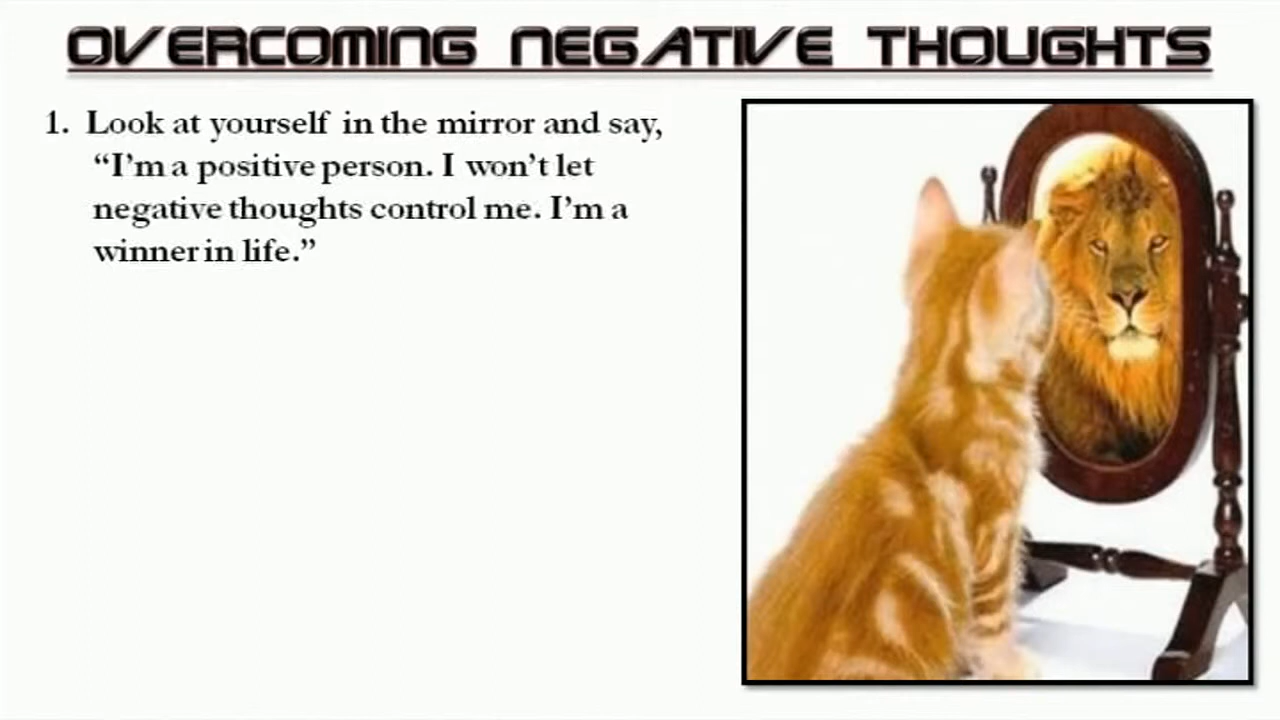 OVERCOMING NEGATIVE THOUGHTS
1. Look at yourself in the mirror and say,
“I’m a positive person. I won’t let
negative thoughts control me. I’m a
winner in life.”